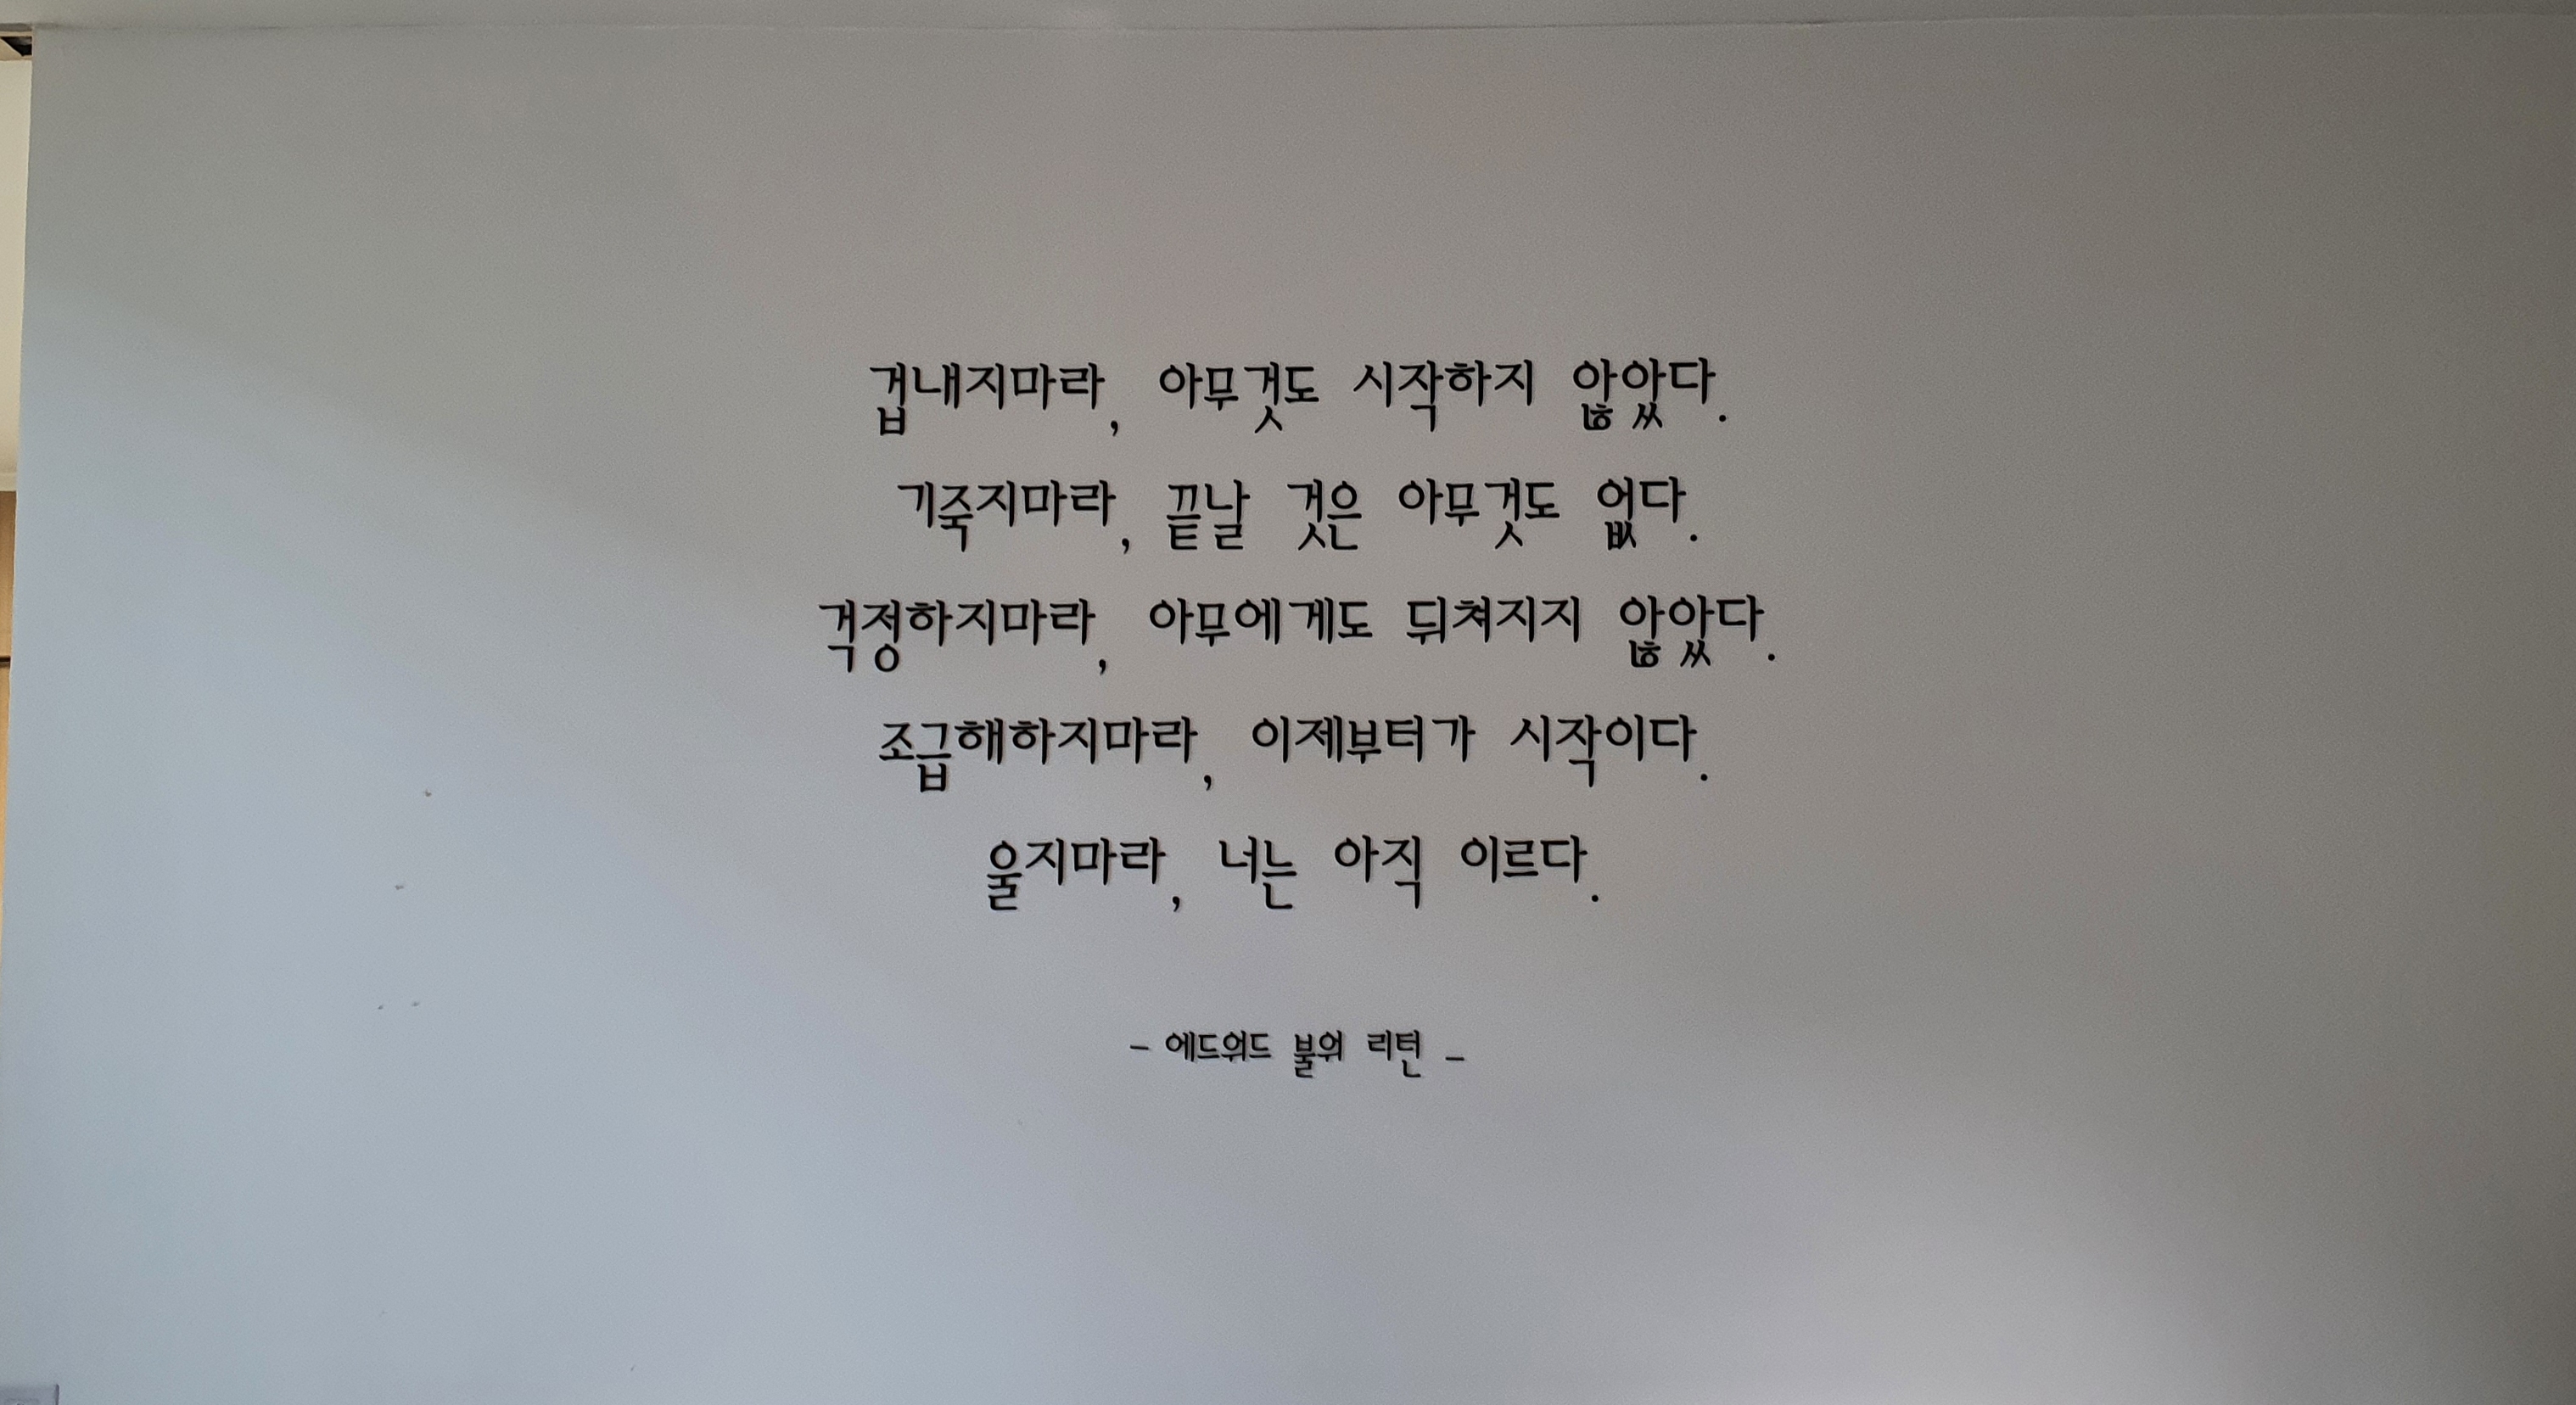 겁내지마라, 아무것도 시작하지 않았다.
기죽지마라, 끝날 것은 아무것도 없다.
걱정하지마라, 아무에게도 뒤쳐지지 않았다.
조급해하지마라, 이제부터가 시작이다.
울지마라, 너는 아직 이르다.
- 에드워드 불워 리턴 -